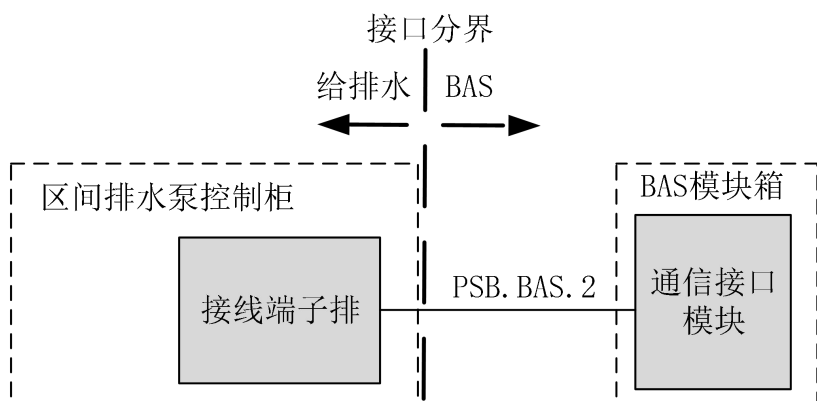 接口分界
给排水 BAS
区间排水泵控制柜
BAS模块箱
接线端子排
PSB.BAS.2
通信接口
模块